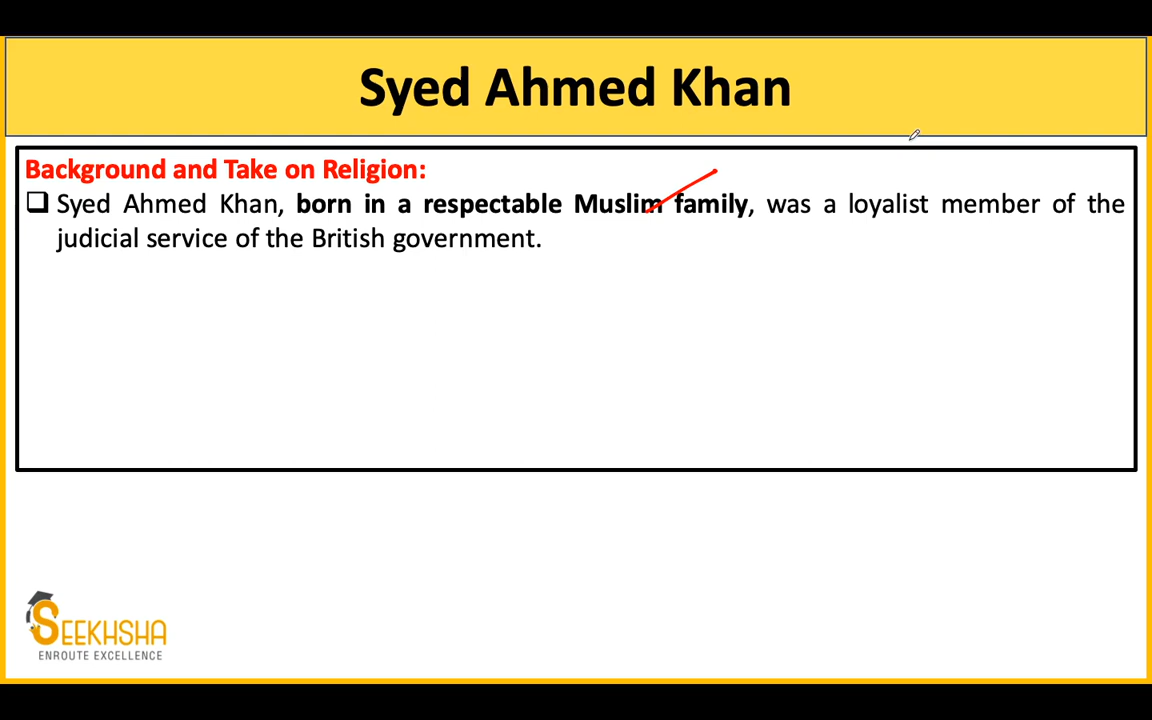 Syed Ahmed Khan
Background and Take on Religion:
Syed Ahmed Khan, born in a respectable Muslim family, was a loyalist member of the
judicial service of the British government.
SEEKHSHA
ENROUTE EXCELLENCE